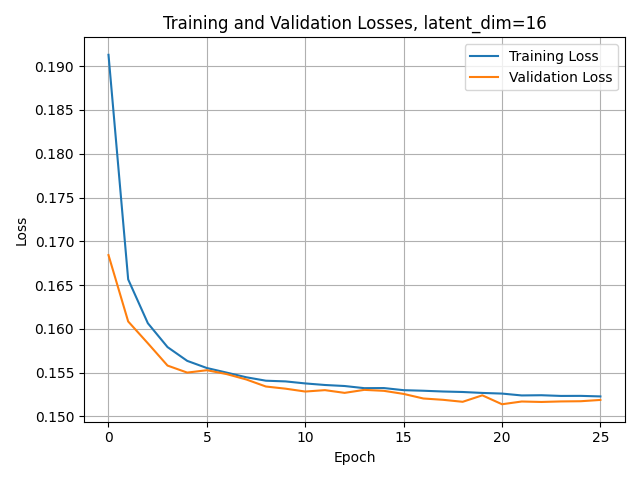 Training and Validation Losses, latent_dim=16
Training Loss
Validation Loss
0.190
0.185
0.180
0.175
0.170
0.165
0.160
0.155
0.150
Loss
0 5 10 15 20 25
Epoch